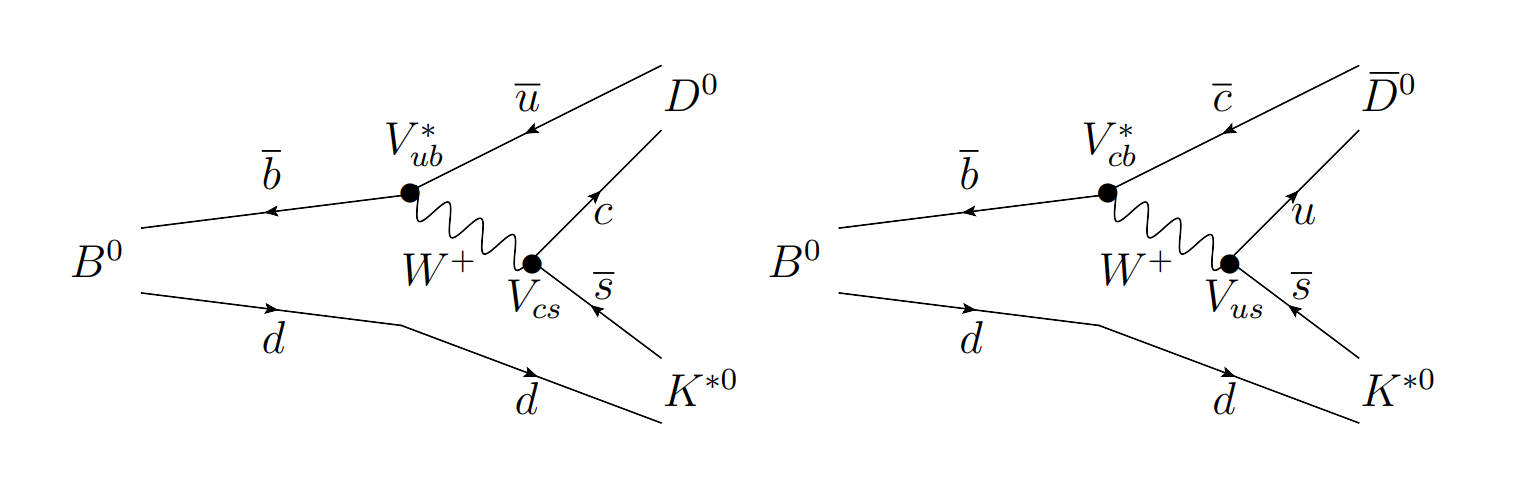 $\overline{u}$
$D^0$
$V_{ub}^*$
$\overline{b}$
$c$
$B^0$
$W^+$
$\overline{s}$
$V_{cs}$
$d$
$K^{*0}$
$d$
$\overline{c}$
$\overline{D}^0$
$V_{cb}^*$
$\overline{b}$
$u$
$B^0$
$W^+$
$\overline{s}$
$V_{us}$
$d$
$K^{*0}$
$d$